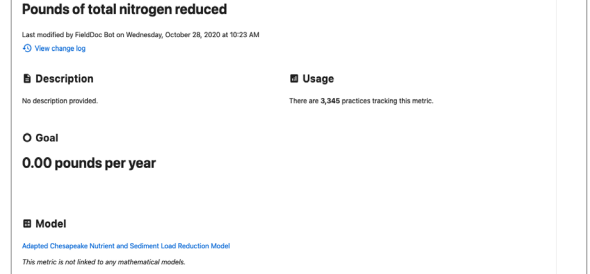 Pounds of total nitrogen reduced
Last modified by FieldDoc Bot on Wednesday, October 28, 2020 at 10:23 AM
View change log
Description
No description provided.
Usage
There are 3,345 practices tracking this metric.
Goal
0.00 pounds per year
Model
Adapted Chesapeake Nutrient and Sediment Load Reduction Model
This metric is not linked to any mathematical models.